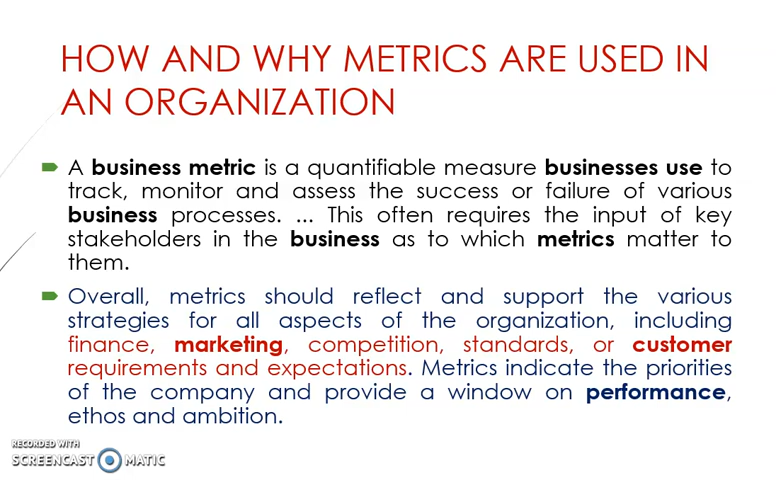 HOW AND WHY METRICS ARE USED IN
AN ORGANIZATION
A business metric is a quantifiable measure businesses use to
track, monitor and assess the success or failure of various
business processes. ... This often requires the input of key
stakeholders in the business as to which metrics matter to
them.
Overall, metrics should reflect and support the various
strategies for all aspects of the organization, including
finance, marketing, competition, standards, or customer
requirements and expectations. Metrics indicate the priorities
of the company and provide a window on performance,
ethos and ambition.
RECORDED WITH
SCREENCAST MATIC